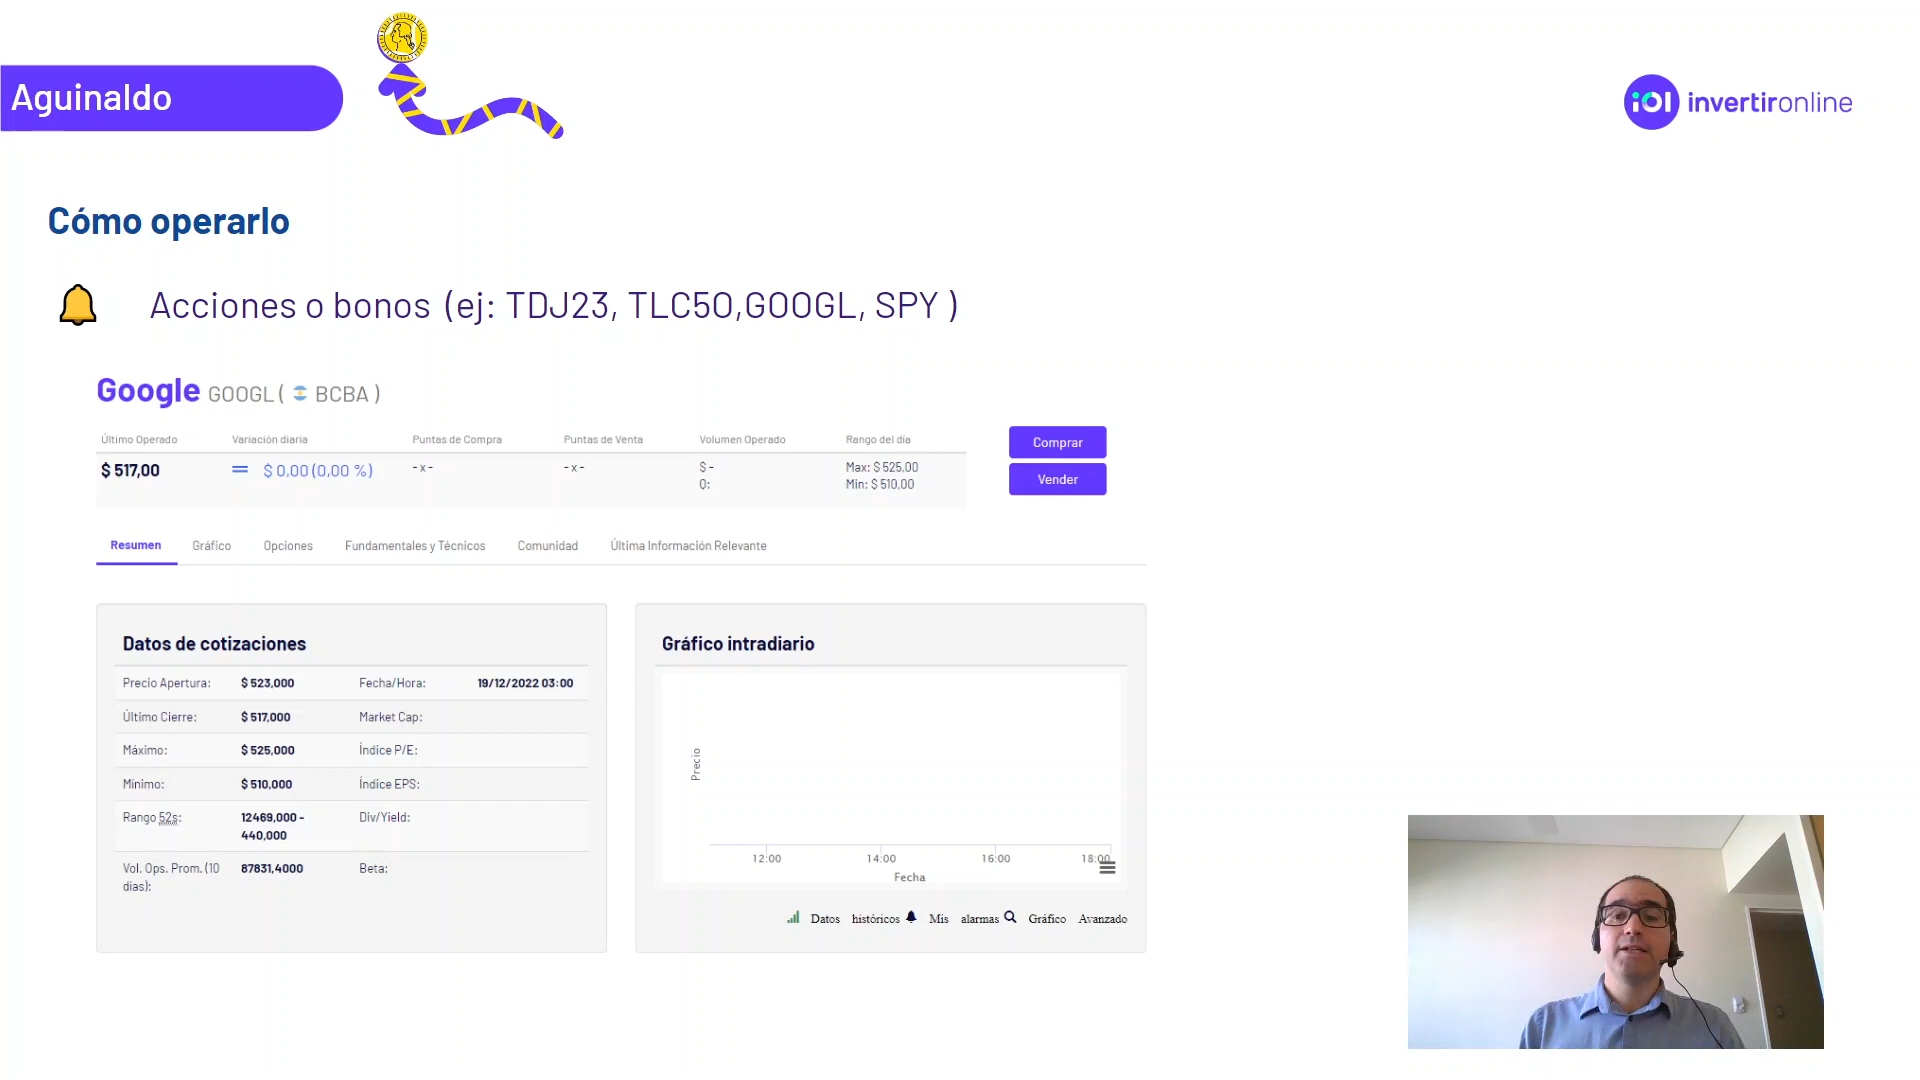 Aguinaldo
iOl invertironline
Cómo operarlo
Acciones o bonos (ej: TDJ23, TLC5O,GOOGL, SPY )
Google GOOGL ( BCBA )
Último Operado Variación diaria Puntas de Compra Puntas de Venta Volumen Operado Rango del día
$ 517,00 $ 0,00 (0,00 %) - x - - x - $ - Max: $ 525,00
Q: Min: $ 510,00
Comprar
Vender
Resumen Gráfico Opciones Fundamentales y Técnicos Comunidad Última Información Relevante
Datos de cotizaciones
Precio Apertura: $ 523,000 Fecha/Hora: 19/12/2022 03:00
Último Cierre: $ 517,000 Market Cap:
Máximo: $ 525,000 Índice P/E:
Mínimo: $ 510,000 Índice EPS:
Rango 52s: 12469,000 - Div/Yield:
440,000
Vol. Ops. Prom. (10 87831,4000 Beta:
días):
Gráfico intradiario
Precio
12:00 14:00 16:00 18:00
Fecha
Datos históricos Mis alarmas Gráfico Avanzado